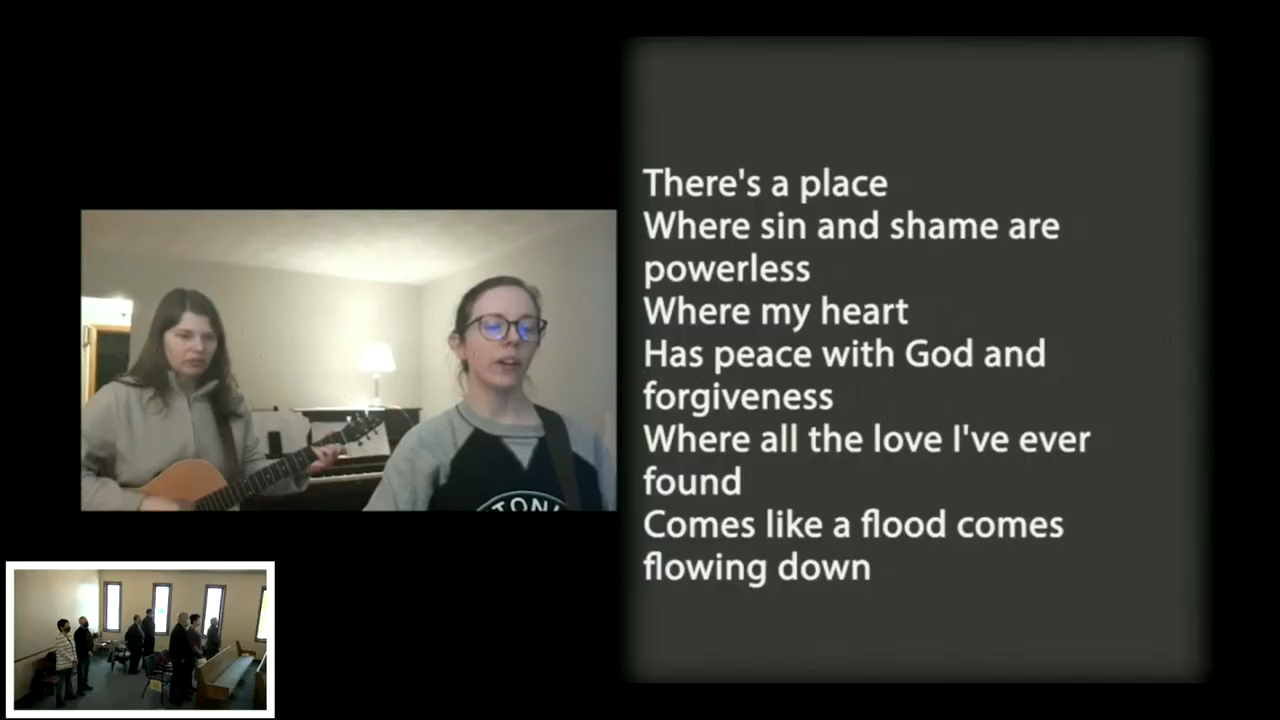 There's a place
Where sin and shame are
powerless
Where my heart
Has peace with God and
forgiveness
Where all the love I've ever
found
Comes like a flood comes
flowing down
TON